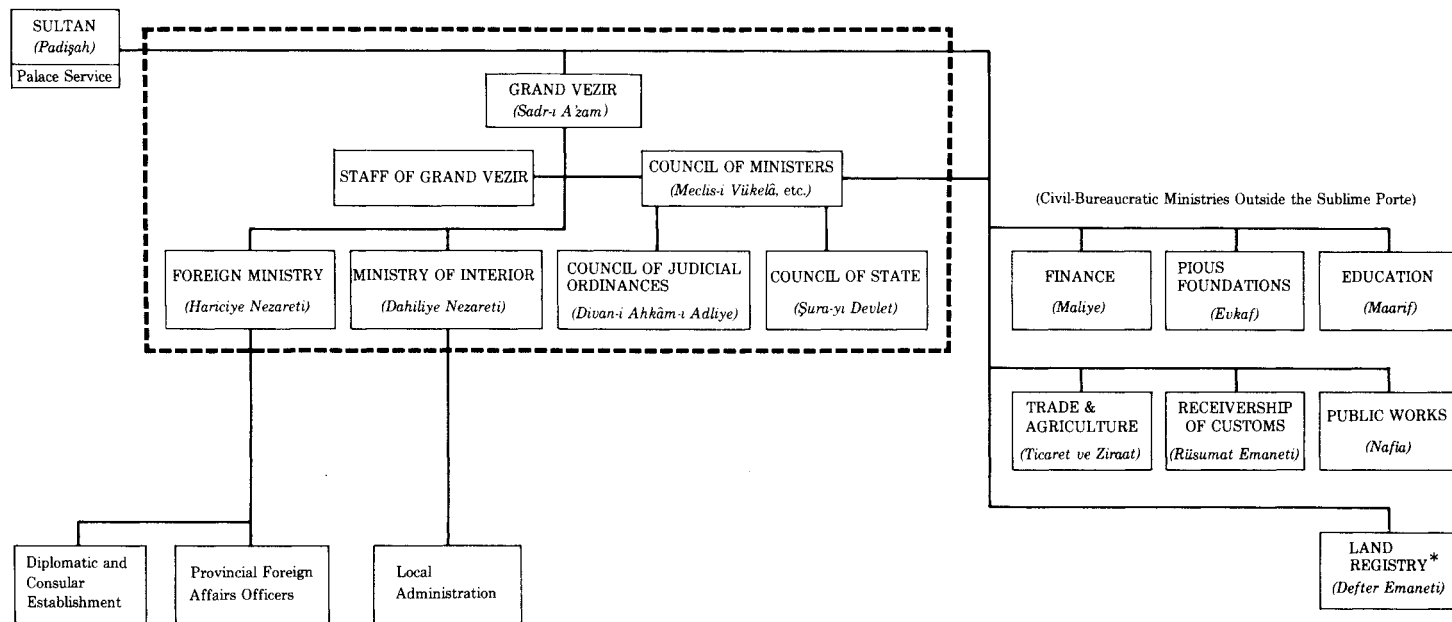 SULTAN
(Padişah)
Palace Service
GRAND VEZIR
(Sadr-ı A'zam)
STAFF OF GRAND VEZIR
COUNCIL OF MINISTERS
(Meclis-i Vükelâ, etc.)
(Civil-Bureaucratic Ministries Outside the Sublime Porte)
FOREIGN MINISTRY
(Hariciye Nezareti)
MINISTRY OF INTERIOR
(Dahiliye Nezareti)
COUNCIL OF JUDICIAL
ORDINANCES
(Divan-i Ahkâm-ı Adliye)
COUNCIL OF STATE
(Şura-yı Devlet)
FINANCE
(Maliye)
PIOUS
FOUNDATIONS
(Evkaf)
EDUCATION
(Maarif)
TRADE &
AGRICULTURE
(Ticaret ve Ziraat)
RECEIVERSHIP
OF CUSTOMS
(Rüsumat Emaneti)
PUBLIC WORKS
(Nafia)
Diplomatic and
Consular
Establishment
Provincial Foreign
Affairs Officers
Local
Administration
LAND
REGISTRY*
(Defter Emaneti)